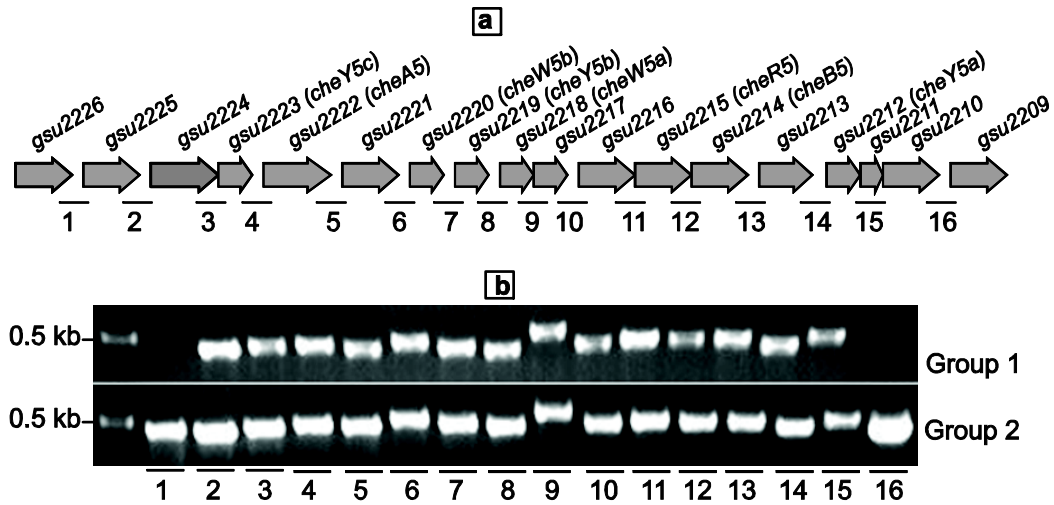 a
gsu2226
gsu2225
gsu2224
gsu2223 (cheY5c)
gsu2222 (cheA5)
gsu2221
gsu2220 (cheW5b)
gsu2219 (cheY5b)
gsu2218 (cheW5a)
gsu2217
gsu2216
gsu2215 (cheR5)
gsu2214 (cheB5)
gsu2213
gsu2212 (cheY5a)
gsu2211
gsu2210
gsu2209
1 2 3 4 5 6 7 8 9 10 11 12 13 14 15 16
b
0.5 kb
Group 1
0.5 kb
Group 2
1 2 3 4 5 6 7 8 9 10 11 12 13 14 15 16